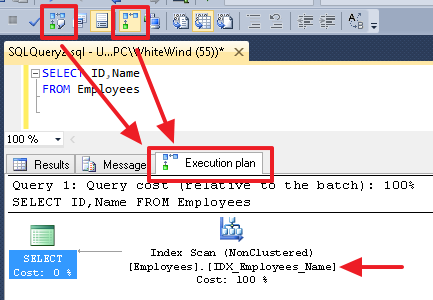 SQLQuery2.sql - U...PC\WhiteWind (55))*
SELECT ID,Name
FROM Employees
100 %
Results
Message
Execution plan
Query 1: Query cost (relative to the batch): 100%
SELECT ID,Name FROM Employees
SELECT
Cost: 0 %
Index Scan (NonClustered)
[Employees].[IDX_Employees_Name]
Cost: 100 %